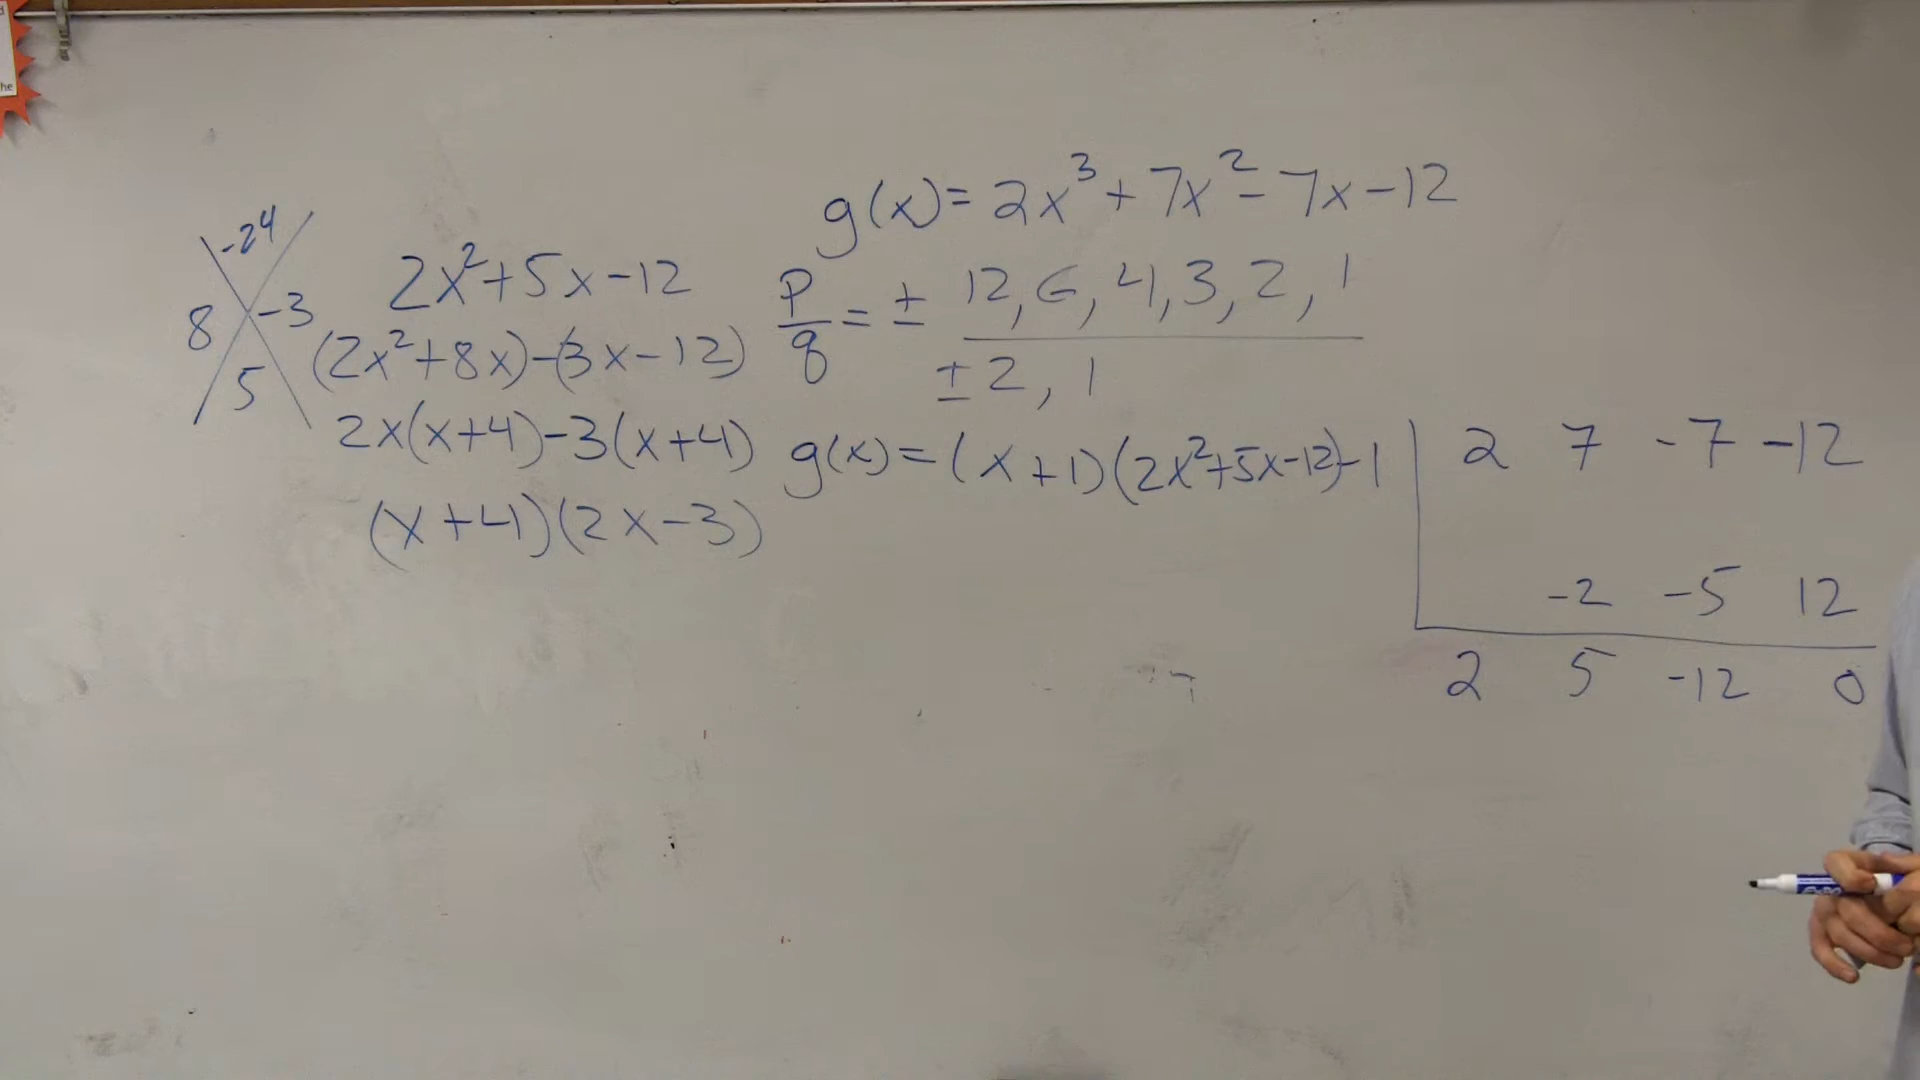 he
g(x)= 2x³+7x²-7x-12
-24
8 -3
5
2x²+5x-12
(2x²+8x)-(3x-12)
2x(x+4)-3(x+4)
(x+4)(2x-3)
p/q = ± 12, 6, 4, 3, 2, 1
± 2, 1
g(x)=(x+1)(2x²+5x-12)
-1 | 2 7 -7 -12
-2 -5 12
2 5 -12 0